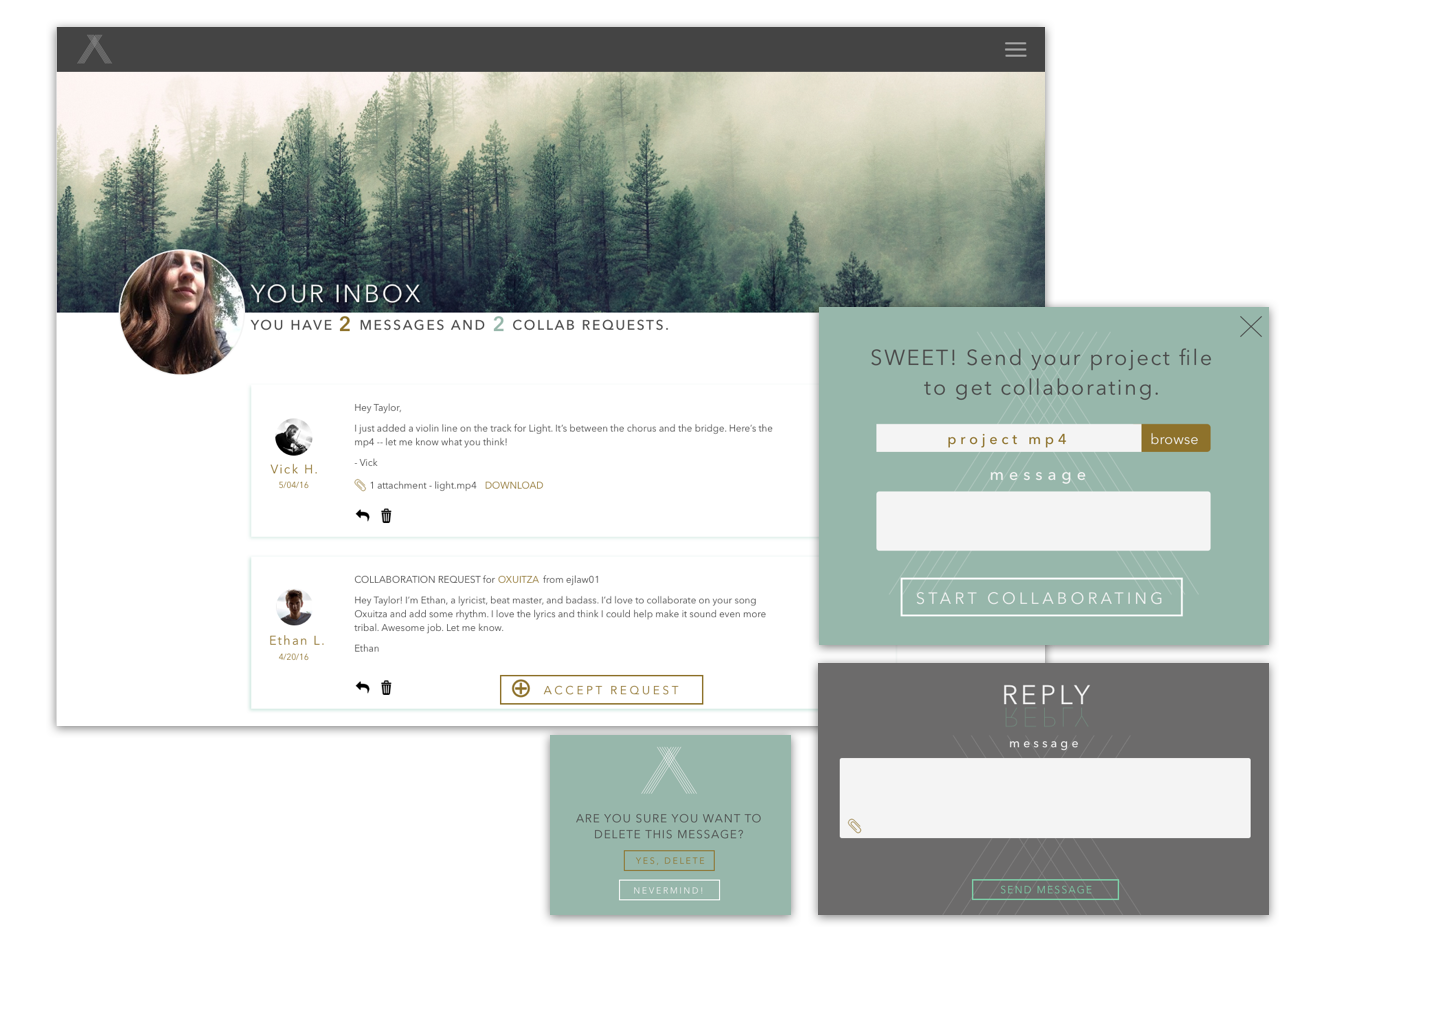 YOUR INBOX
YOU HAVE 2 MESSAGES AND 2 COLLAB REQUESTS.
Vick H.
5/04/16
Hey Taylor,
I just added a violin line on the track for Light. It's between the chorus and the bridge. Here's the
mp4 -- let me know what you think!
- Vick
1 attachment - light.mp4 DOWNLOAD
Ethan L.
4/20/16
COLLABORATION REQUEST for OXUITZA from ejlaw01
Hey Taylor! I'm Ethan, a lyricist, beat master, and badass. I'd love to collaborate on your song
Oxuitza and add some rhythm. I love the lyrics and think I could help make it sound even more
tribal. Awesome job. Let me know.
Ethan
ACCEPT REQUEST
SWEET! Send your project file
to get collaborating.
project mp4 browse
message
START COLLABORATING
ARE YOU SURE YOU WANT TO
DELETE THIS MESSAGE?
YES, DELETE
NEVERMIND!
REPLY
message
SEND MESSAGE